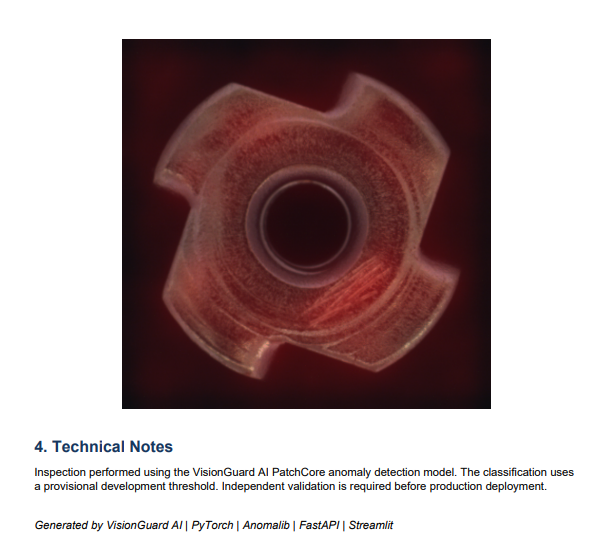 4. Technical Notes
Inspection performed using the VisionGuard AI PatchCore anomaly detection model. The classification uses
a provisional development threshold. Independent validation is required before production deployment.
Generated by VisionGuard AI | PyTorch | Anomalib | FastAPI | Streamlit